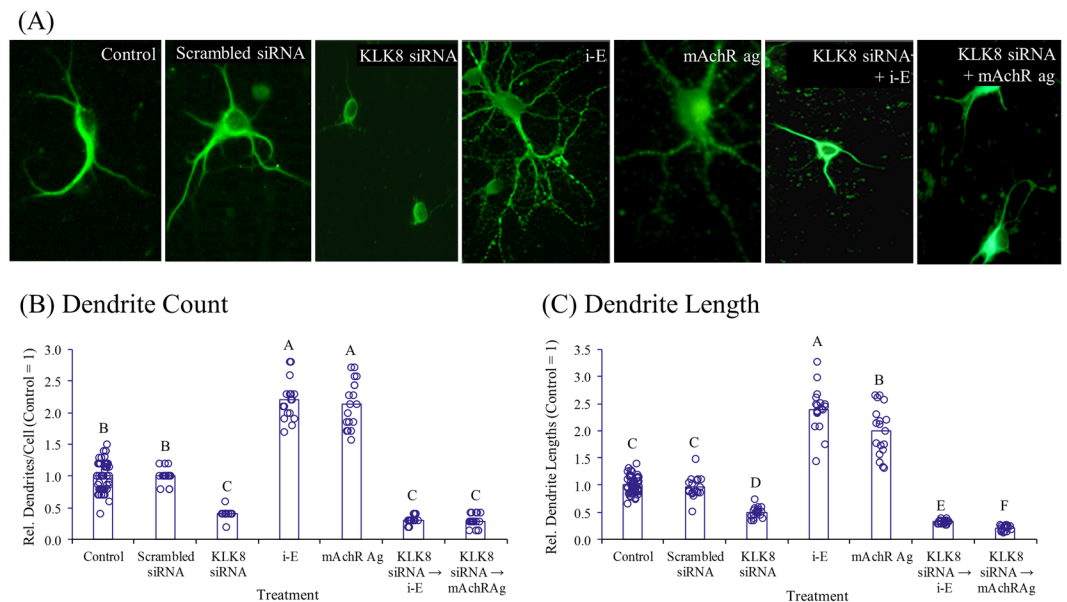 (A)
Control
Scrambled siRNA
KLK8 siRNA
i-E
mAchR ag
KLK8 siRNA
+ i-E
KLK8 siRNA
+ mAchR ag
(B) Dendrite Count
Rel. Dendrites/Cell (Control = 1)
3.0
2.5
2.0
1.5
1.0
0.5
0.0
B
B
C
A
A
C
C
Control
Scrambled
siRNA
KLK8
siRNA
i-E
mAchR Ag
KLK8
siRNA →
i-E
KLK8
siRNA →
mAchRAg
Treatment
(C) Dendrite Length
Rel. Dendrite Lengths (Control = 1)
3.5
3.0
2.5
2.0
1.5
1.0
0.5
0.0
C
C
D
A
B
E
F
Control
Scrambled
siRNA
KLK8
siRNA
i-E
mAchR Ag
KLK8
siRNA →
i-E
KLK8
siRNA →
mAchRAg
Treatment